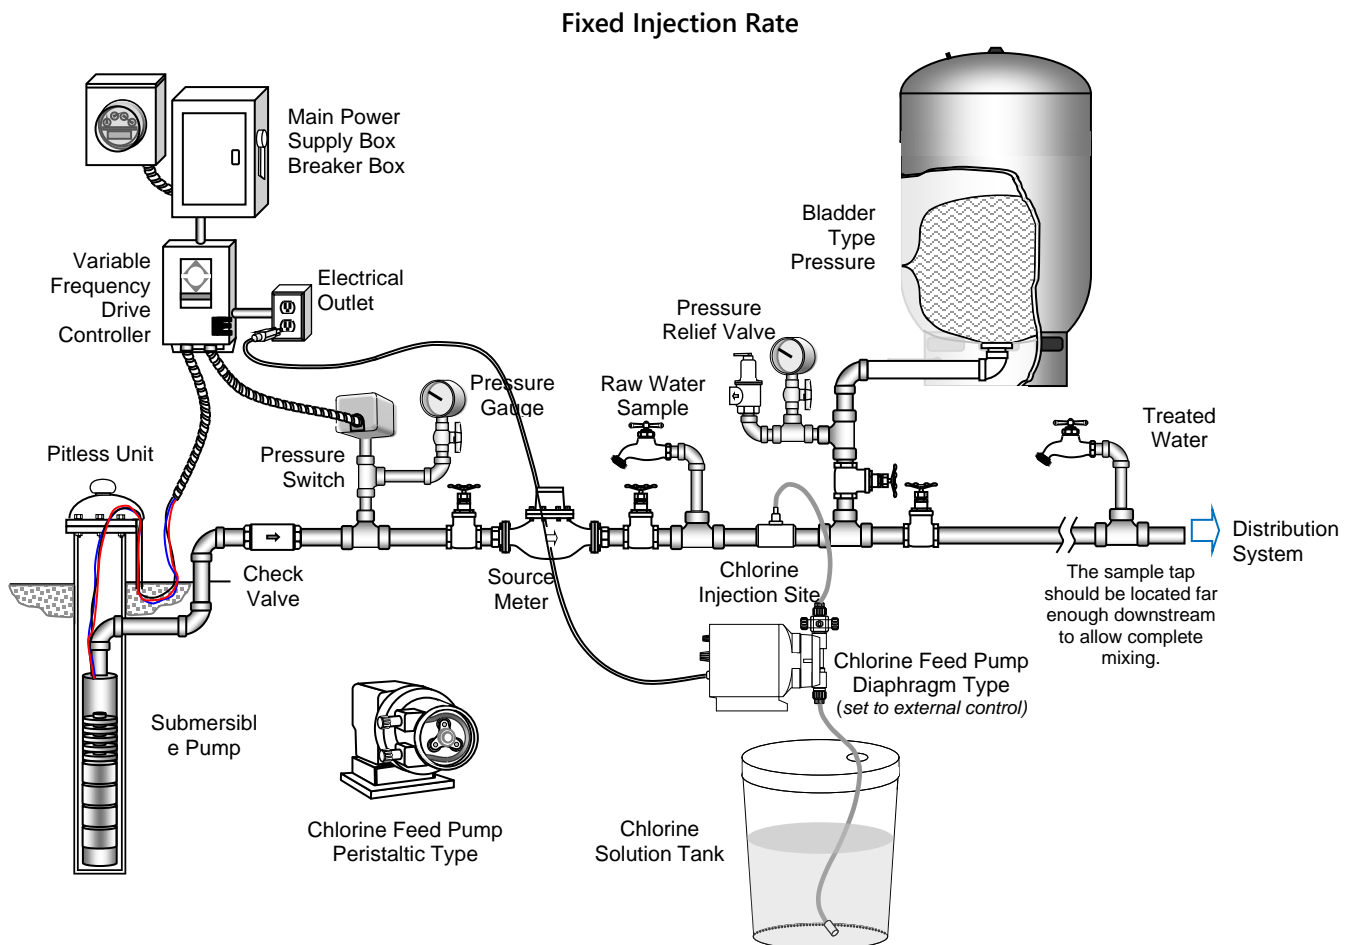 Fixed Injection Rate
Main Power
Supply Box
Breaker Box
Variable
Frequency
Drive
Controller
Electrical
Outlet
Bladder
Type
Pressure
Pressure
Relief Valve
Pressure
Gauge
Raw Water
Sample
Treated
Water
Pitless Unit
Pressure
Switch
Check
Valve
Source
Meter
Chlorine
Injection Site
Distribution
System
The sample tap
should be located far
enough downstream
to allow complete
mixing.
Chlorine Feed Pump
Diaphragm Type
(set to external control)
Submersibl
e Pump
Chlorine Feed Pump
Peristaltic Type
Chlorine
Solution Tank